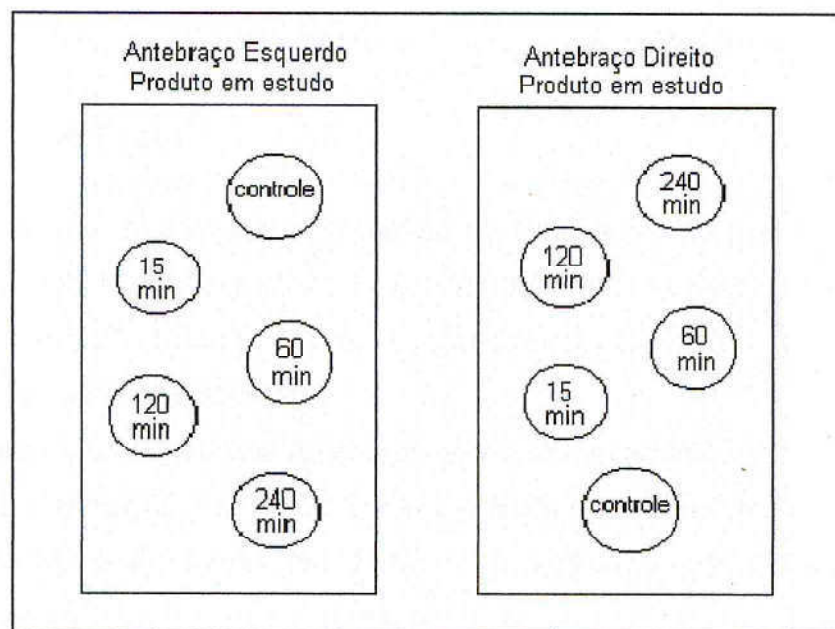 Antebraço Esquerdo
Produto em estudo
controle
15
min
60
min
120
min
240
min
Antebraço Direito
Produto em estudo
240
min
120
min
60
min
15
min
controle